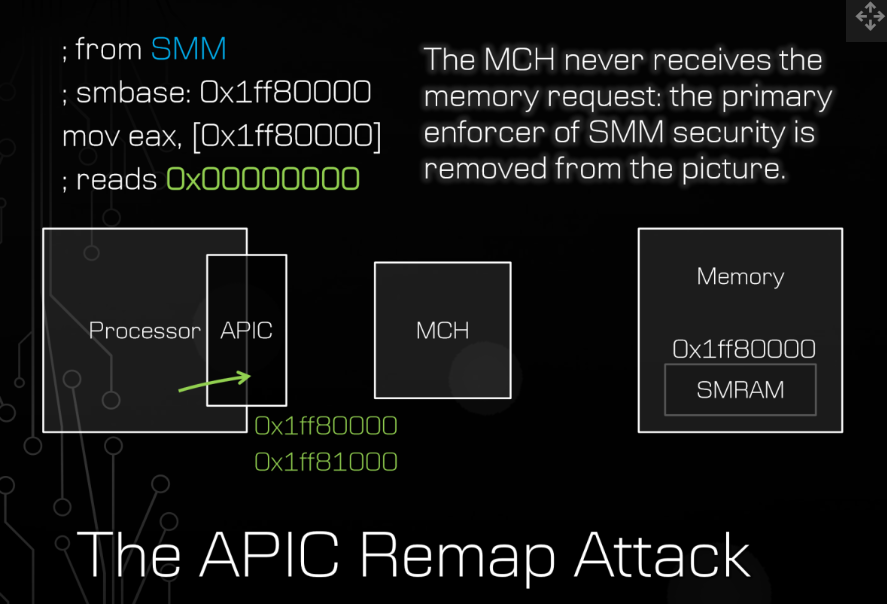 ; from SMM
; smbase: 0x1ff80000
mov eax, [0x1ff80000]
; reads 0x00000000
The MCH never receives the
memory request: the primary
enforcer of SMM security is
removed from the picture.
Processor
APIC
MCH
Memory
0x1ff80000
SMRAM
0x1ff80000
0x1ff81000
The APIC Remap Attack